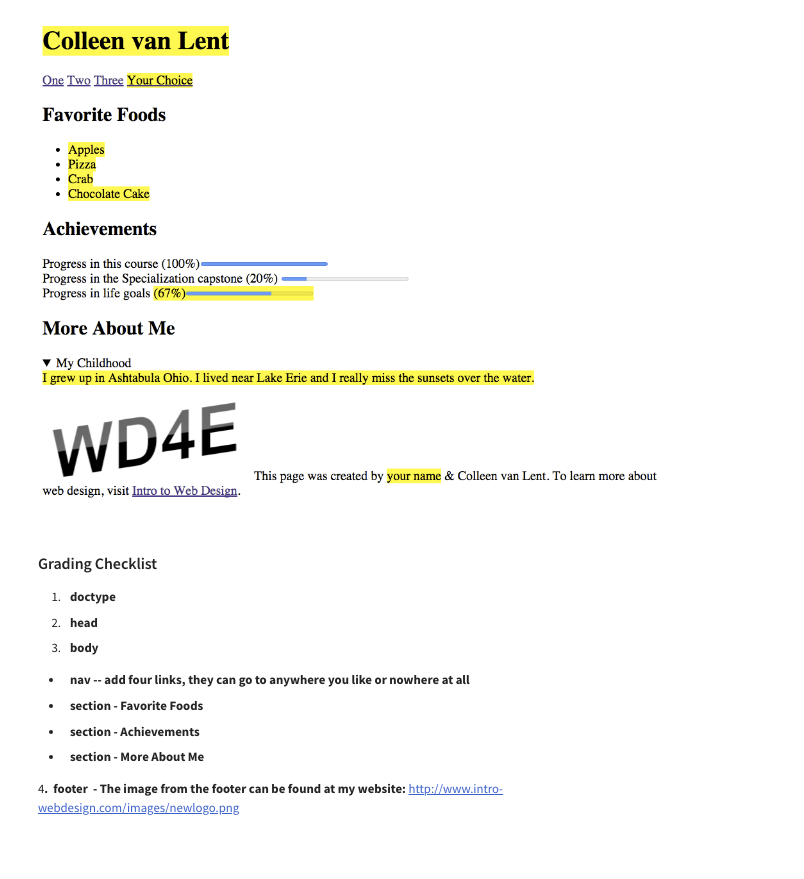 Colleen van Lent
One Two Three Your Choice
Favorite Foods
• Apples
• Pizza
• Crab
• Chocolate Cake
Achievements
Progress in this course (100%)
Progress in the Specialization capstone (20%)
Progress in life goals (67%)
More About Me
▼ My Childhood
I grew up in Ashtabula Ohio. I lived near Lake Erie and I really miss the sunsets over the water.
WD4E
This page was created by your name & Colleen van Lent. To learn more about
web design, visit Intro to Web Design.
Grading Checklist
1. doctype
2. head
3. body
• nav -- add four links, they can go to anywhere you like or nowhere at all
• section - Favorite Foods
• section - Achievements
• section - More About Me
4. footer - The image from the footer can be found at my website: http://www.intro-
webdesign.com/images/newlogo.png